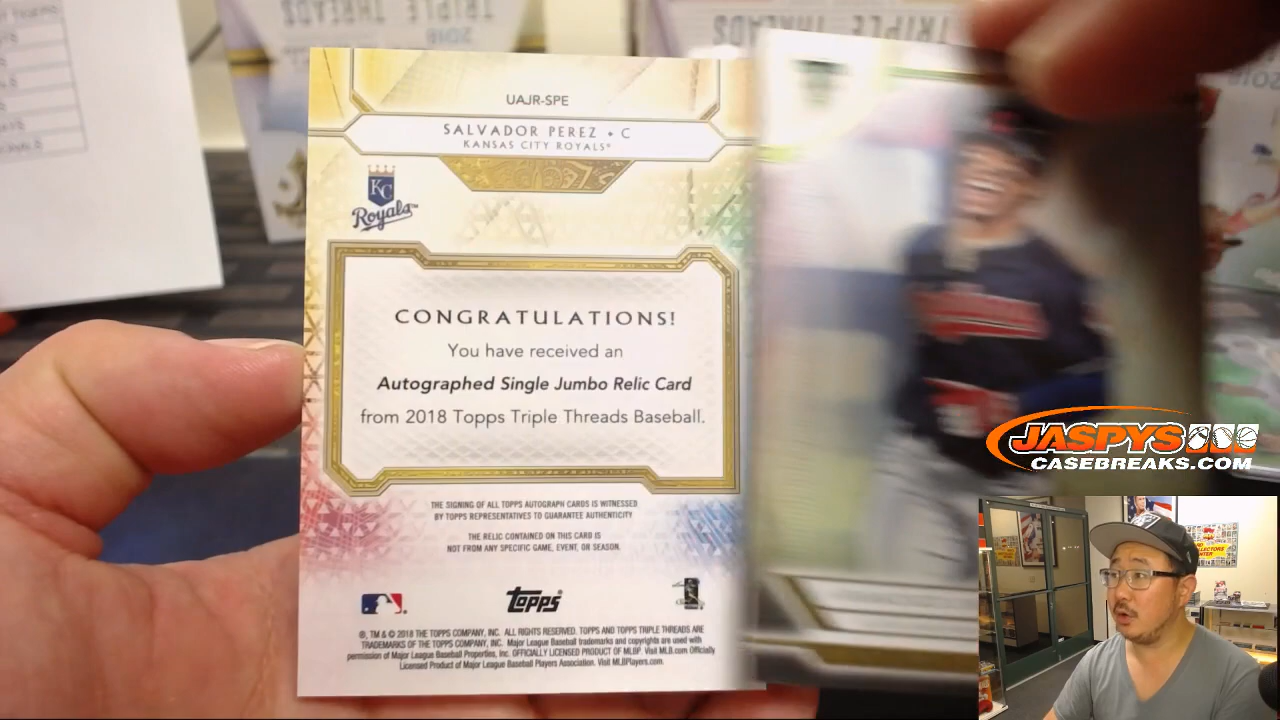 TRIPLE THREADS
2018
TRIPLE THREADS
UAJR-SPE
SALVADOR PEREZ • C
KANSAS CITY ROYALS®
KC
Royals™
CONGRATULATIONS!
You have received an
Autographed Single Jumbo Relic Card
from 2018 Topps Triple Threads Baseball.
THE SIGNING OF ALL TOPPS AUTOGRAPH CARDS IS WITNESSED
BY TOPPS REPRESENTATIVES TO GUARANTEE AUTHENTICITY
THE RELIC CONTAINED ON THIS CARD IS
NOT FROM ANY SPECIFIC GAME, EVENT, OR SEASON.
topps®
®, TM & © 2018 THE TOPPS COMPANY, INC. ALL RIGHTS RESERVED. TOPPS AND TOPPS TRIPLE THREADS ARE
TRADEMARKS OF THE TOPPS COMPANY, INC. Major League Baseball trademarks and copyrights are used with
permission of Major League Baseball Properties, Inc. OFFICIALLY LICENSED PRODUCT OF MLBP. Visit MLB.com Officially
Licensed Product of Major League Baseball Players Association. Visit MLBPlayers.com.
JASPYS
CASEBREAKS.COM